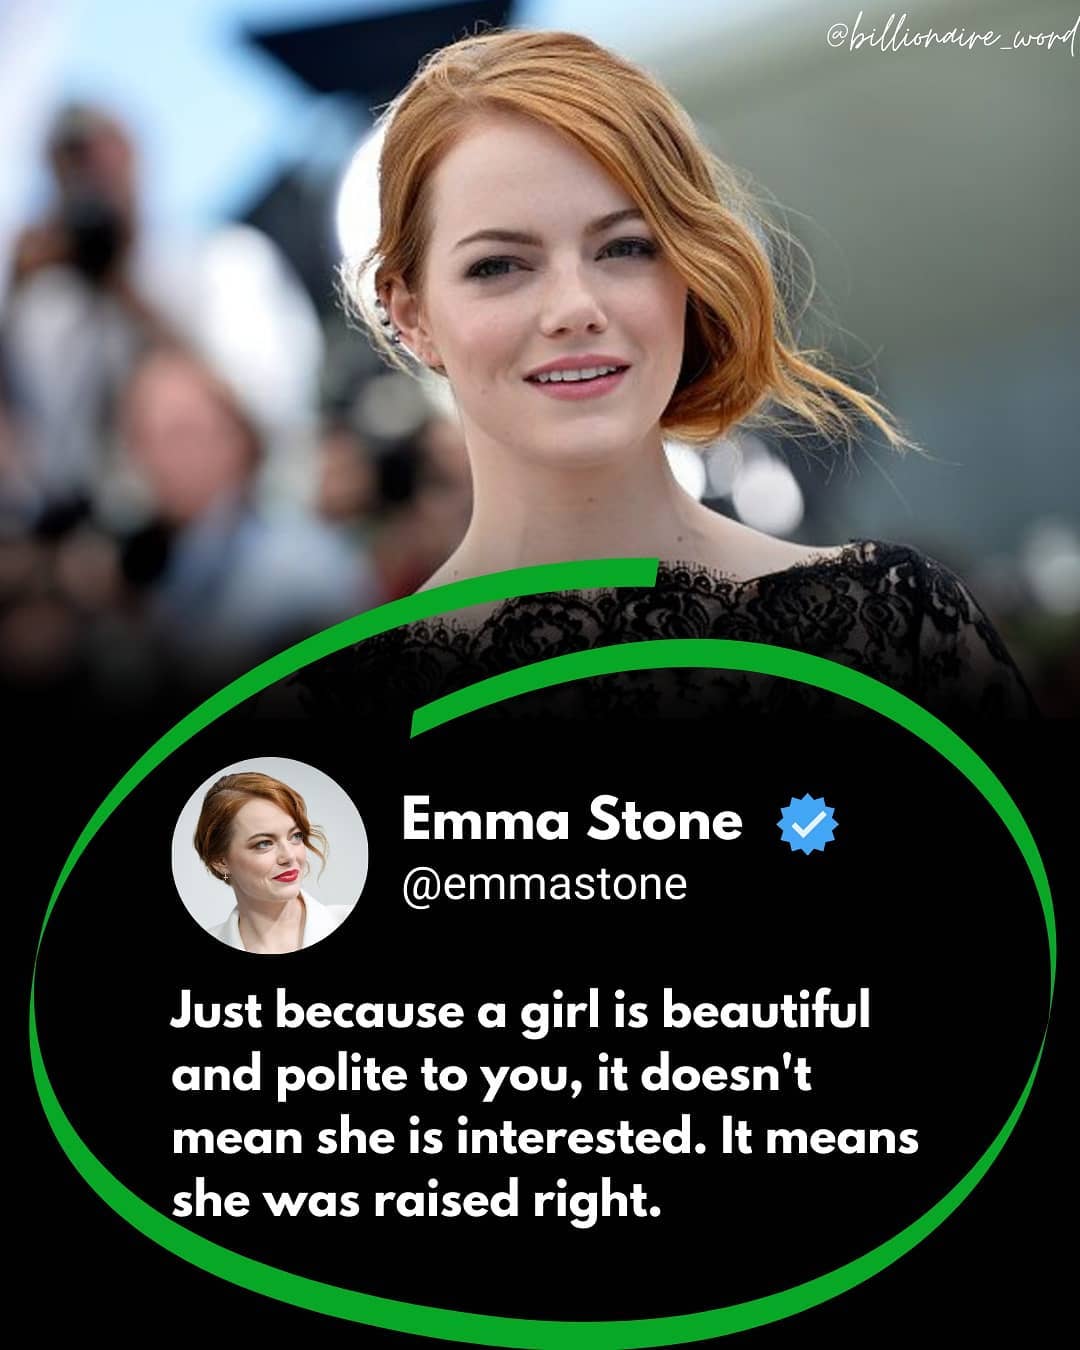 @billionaire_word
Emma Stone
@emmastone
Just because a girl is beautiful
and polite to you, it doesn't
mean she is interested. It means
she was raised right.